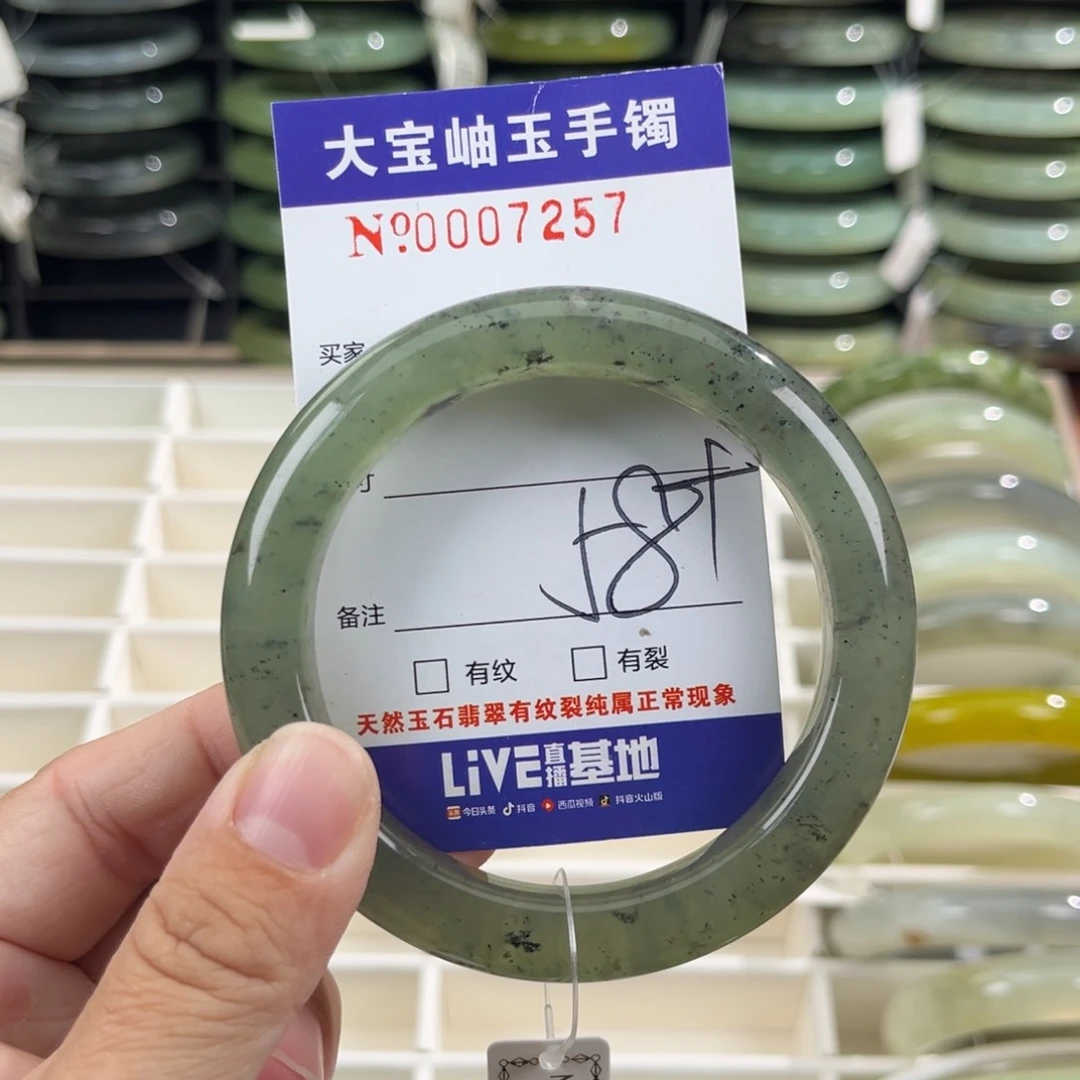 大宝岫玉手镯
Nº0007257
买家
寸
备注
58
有纹 有裂
天然玉石翡翠有纹裂纯属正常现象
LiVE直播基地
今日头条 抖音 西瓜视频 抖音火山版